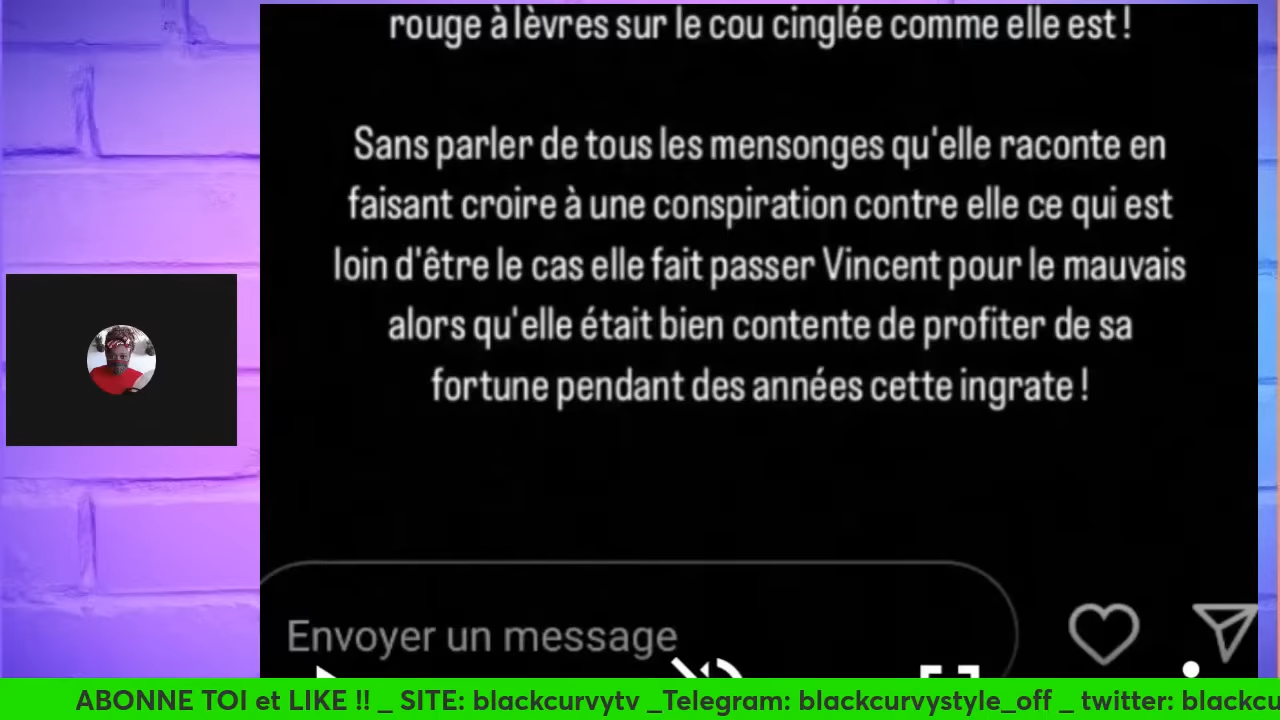 rouge à lèvres sur le cou cinglée comme elle est !
Sans parler de tous les mensonges qu'elle raconte en
faisant croire à une conspiration contre elle ce qui est
loin d'être le cas elle fait passer Vincent pour le mauvais
alors qu'elle était bien contente de profiter de sa
fortune pendant des années cette ingrate !
Envoyer un message
ABONNE TOI et LIKE !! _ SITE: blackcurvytv _Telegram: blackcurvystyle_off _ twitter: blackcu